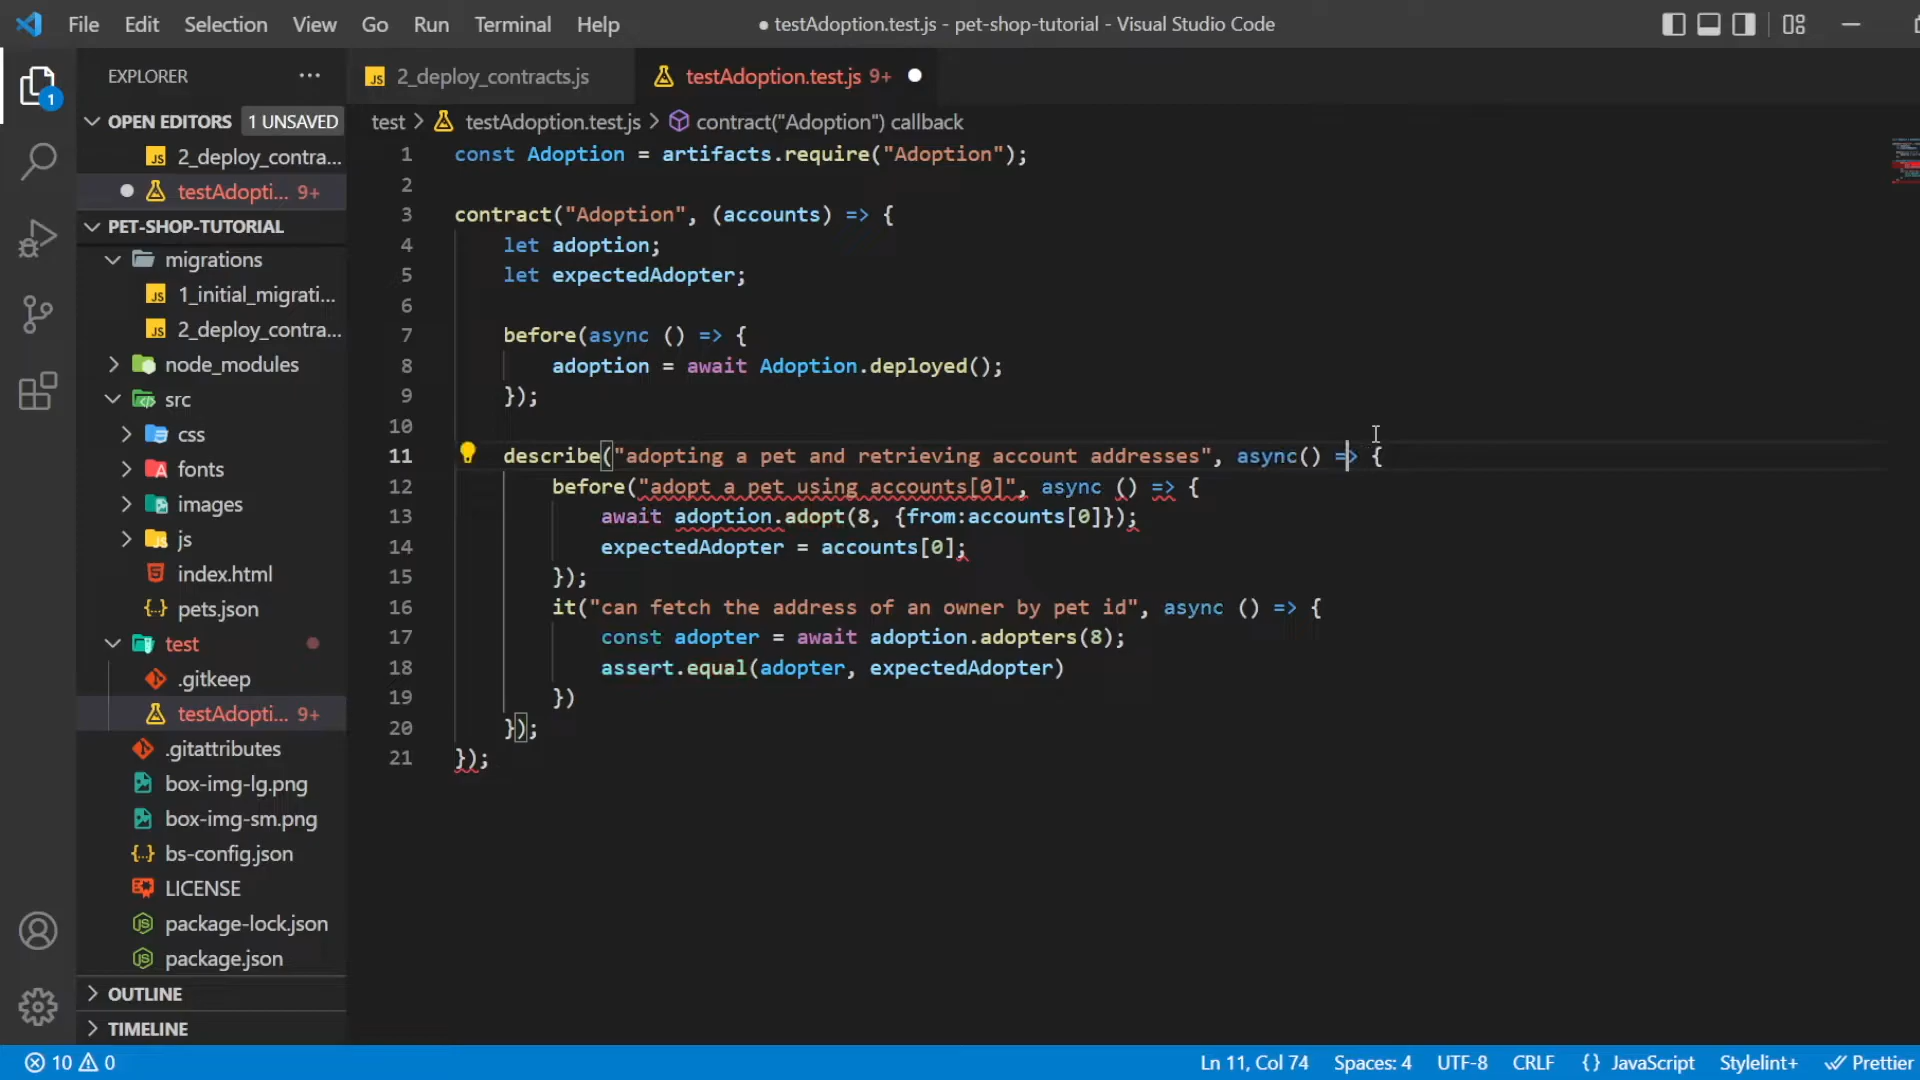 File Edit Selection View Go Run Terminal Help
● testAdoption.test.js - pet-shop-tutorial - Visual Studio Code
1
EXPLORER ···
OPEN EDITORS 1 UNSAVED
JS 2_deploy_contra...
● testAdopti... 9+
PET-SHOP-TUTORIAL
migrations
JS 1_initial_migrati...
JS 2_deploy_contra...
node_modules
src
css
fonts
images
js
index.html
pets.json
test
.gitkeep
testAdopti... 9+
.gitattributes
box-img-lg.png
box-img-sm.png
bs-config.json
LICENSE
package-lock.json
package.json
OUTLINE
TIMELINE
JS 2_deploy_contracts.js
testAdoption.test.js 9+ ●
test > testAdoption.test.js > contract("Adoption") callback
1 const Adoption = artifacts.require("Adoption");
2
3 contract("Adoption", (accounts) => {
4 let adoption;
5 let expectedAdopter;
6
7 before(async () => {
8 adoption = await Adoption.deployed();
9 });
10
11 describe("adopting a pet and retrieving account addresses", async() => {
12 before("adopt a pet using accounts[0]", async () => {
13 await adoption.adopt(8, {from:accounts[0]});
14 expectedAdopter = accounts[0];
15 });
16 it("can fetch the address of an owner by pet id", async () => {
17 const adopter = await adoption.adopters(8);
18 assert.equal(adopter, expectedAdopter)
19 })
20 });
21 });
10 0
Ln 11, Col 74 Spaces: 4 UTF-8 CRLF {} JavaScript Stylelint+ Prettier